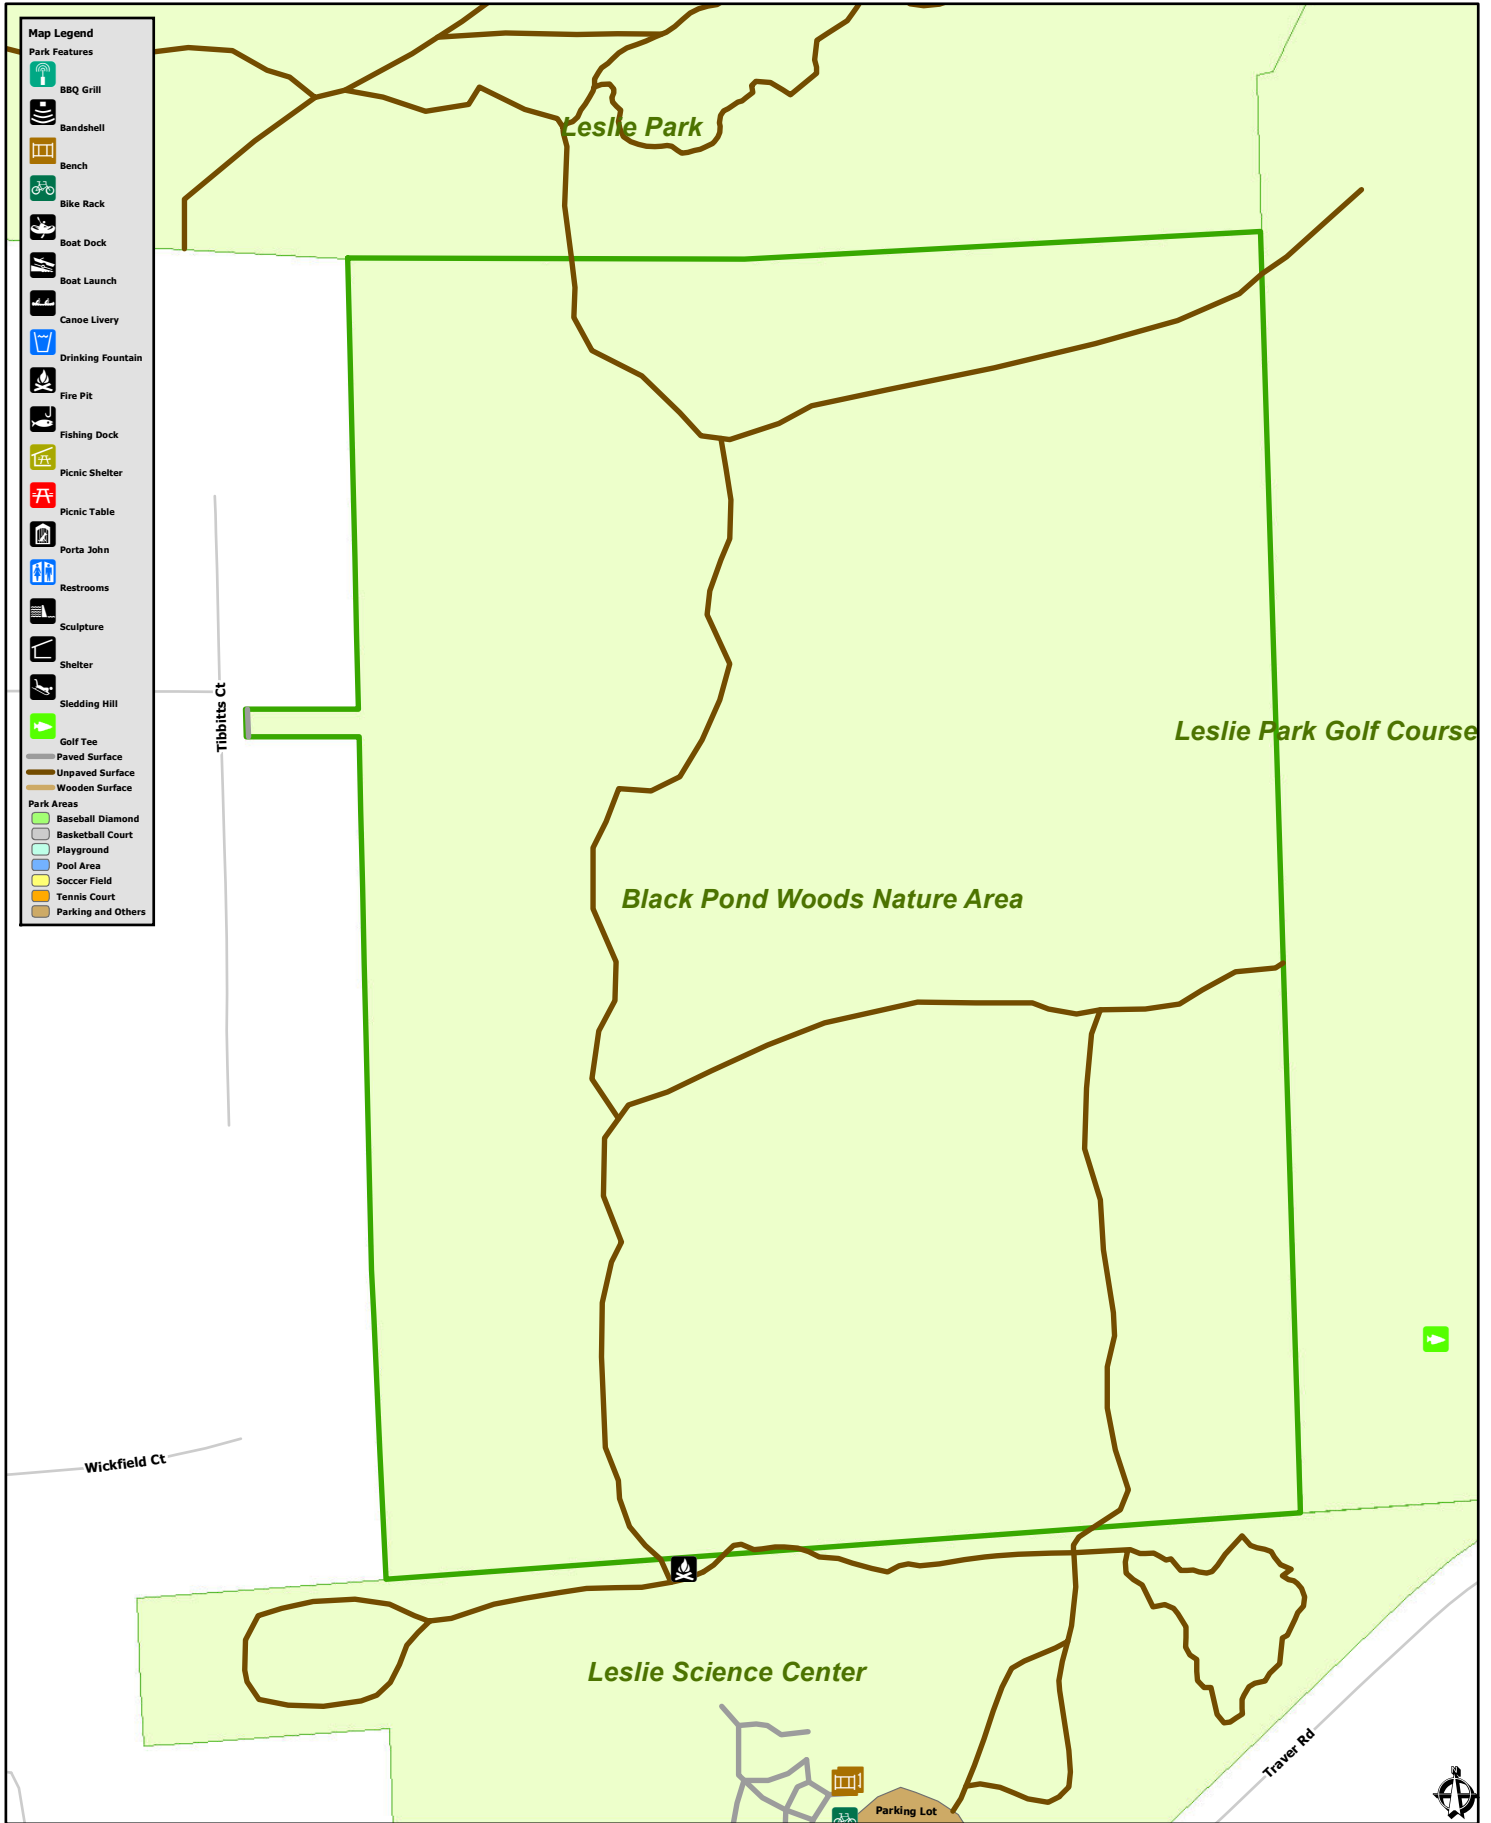 Map Legend
Park Features
BBQ Grill
Bandshell
Bench
Bike Rack
Boat Dock
Boat Launch
Canoe Livery
Drinking Fountain
Fire Pit
Fishing Dock
Picnic Shelter
Picnic Table
Porta John
Restrooms
Sculpture
Shelter
Sledding Hill
Golf Tee
Paved Surface
Unpaved Surface
Wooden Surface
Park Areas
Baseball Diamond
Basketball Court
Playground
Pool Area
Soccer Field
Tennis Court
Parking and Others
Leslie Park
Tibbitts Ct
Leslie Park Golf Course
Black Pond Woods Nature Area
Wickfield Ct
Leslie Science Center
Traver Rd
Parking Lot
N